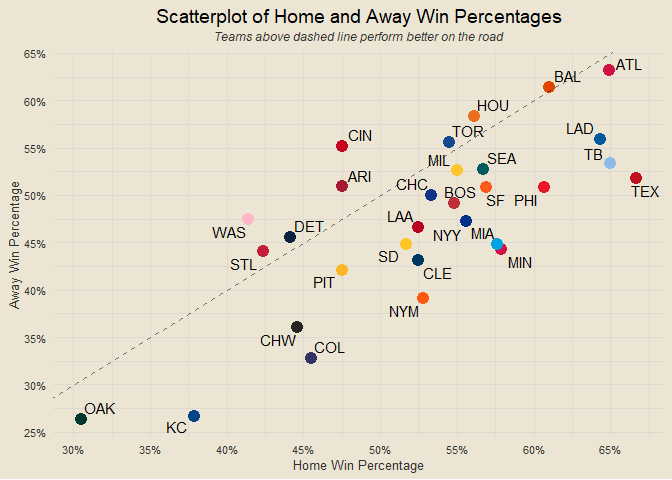 Scatterplot of Home and Away Win Percentages
Teams above dashed line perform better on the road
65%
60%
55%
50%
45%
40%
35%
30%
25%
Away Win Percentage
ATL
BAL
HOU
LAD
TOR
CIN
TB
MIL
SEA
ARI
TEX
CHC
BOS
SF
PHI
LAA
WAS
DET
NYY
MIA
STL
SD
MIN
PIT
CLE
NYM
CHW
COL
OAK
KC
30%
35%
40%
45%
50%
55%
60%
65%
Home Win Percentage